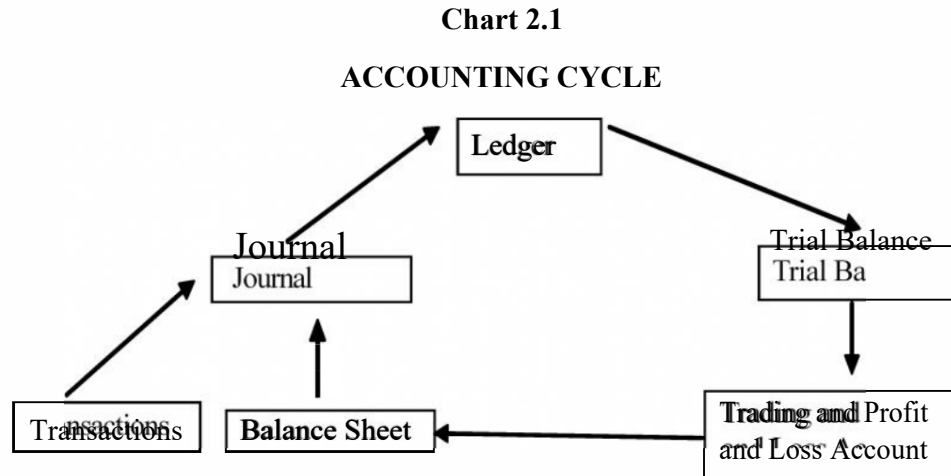 Chart 2.1
ACCOUNTING CYCLE
Ledger
Journal
Journal
Trial Balance
Trial Ba
Transactions
Balance Sheet
Trading and Profit
and Loss Account